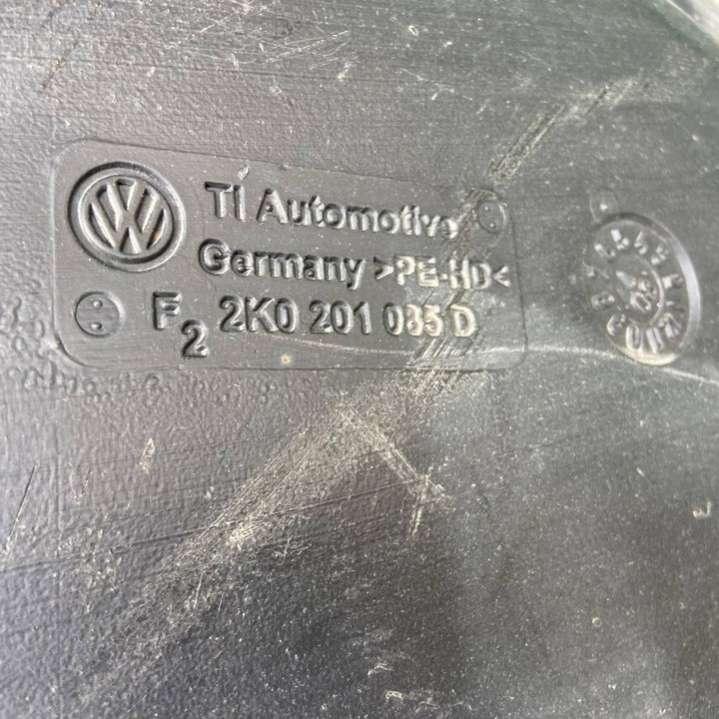 TI Automotive
Germany >PE-HD<
F2 2K0 201 085 D